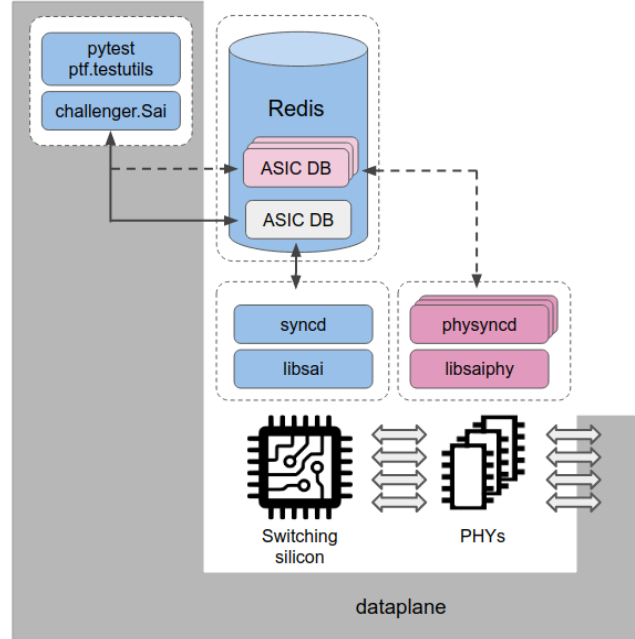 pytest
ptf.testutils
challenger.Sai
Redis
ASIC DB
ASIC DB
syncd
libsai
physyncd
libsaiphy
Switching
silicon
PHYs
dataplane